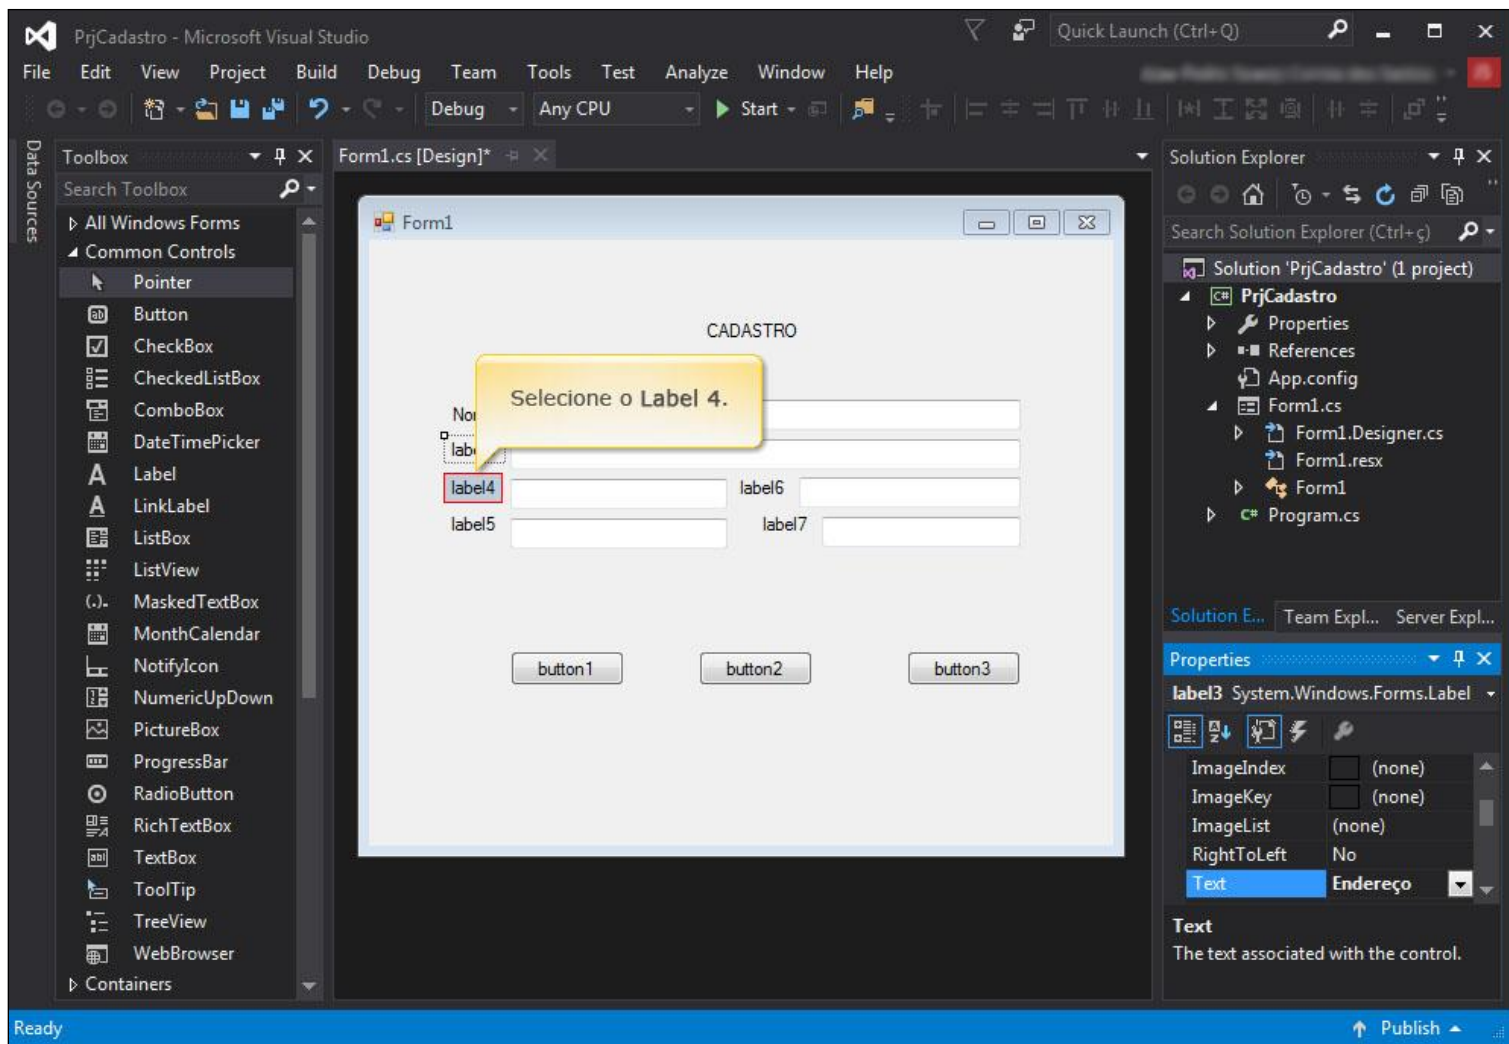 PrjCadastro - Microsoft Visual Studio
Quick Launch (Ctrl+Q)
File Edit View Project Build Debug Team Tools Test Analyze Window Help
Debug Any CPU Start
Data Sources
Toolbox
Search Toolbox
All Windows Forms
Common Controls
Pointer
Button
CheckBox
CheckedListBox
ComboBox
DateTimePicker
Label
LinkLabel
ListBox
ListView
MaskedTextBox
MonthCalendar
NotifyIcon
NumericUpDown
PictureBox
ProgressBar
RadioButton
RichTextBox
TextBox
ToolTip
TreeView
WebBrowser
Containers
Form1.cs [Design]*
Form1
CADASTRO
Selecione o Label 4.
label4
label6
label5
label7
button1 button2 button3
Solution Explorer
Search Solution Explorer (Ctrl+ç)
Solution 'PrjCadastro' (1 project)
PrjCadastro
Properties
References
App.config
Form1.cs
Form1.Designer.cs
Form1.resx
Form1
Program.cs
Solution E... Team Expl... Server Expl...
Properties
label3 System.Windows.Forms.Label
ImageIndex (none)
ImageKey (none)
ImageList (none)
RightToLeft No
Text Endereço
Text
The text associated with the control.
Ready
Publish